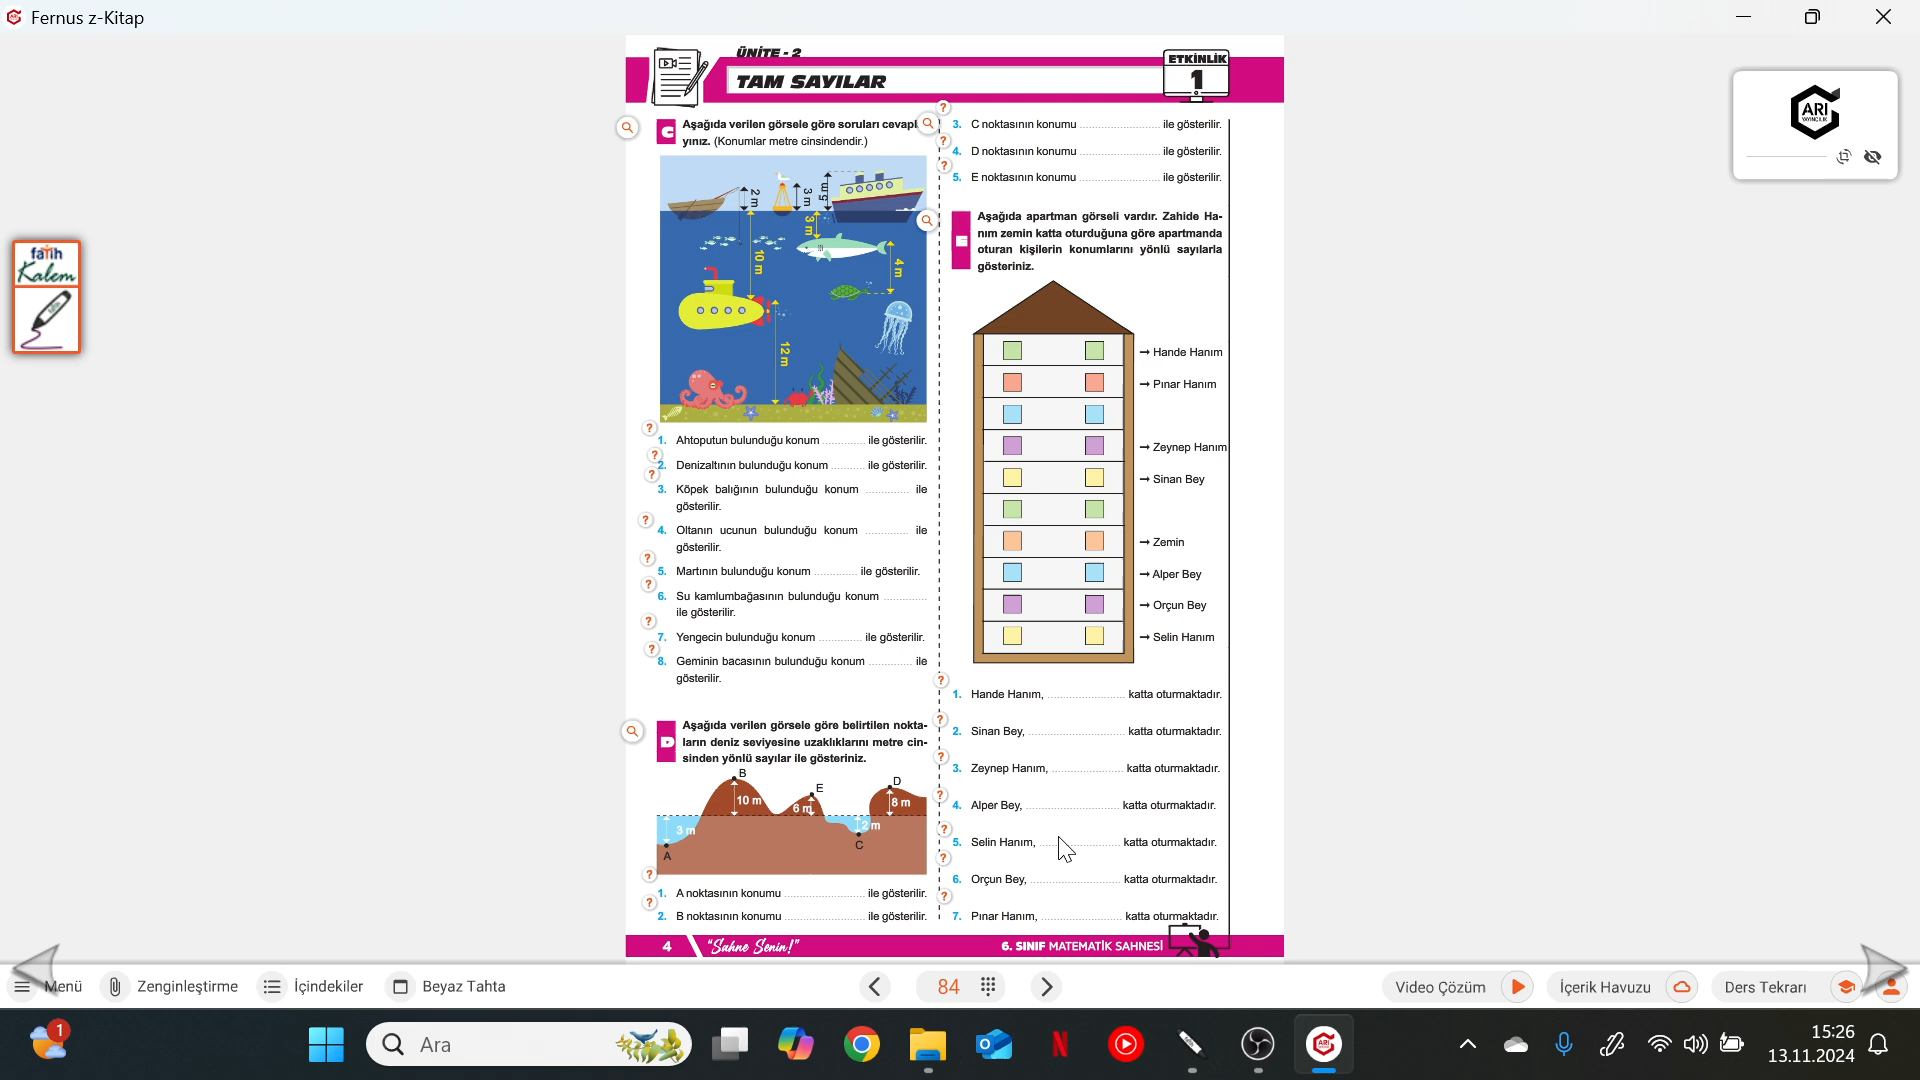 Fernus z-Kitap
ÜNİTE - 2
TAM SAYILAR
ETKİNLİK
1
C
Aşağıda verilen görsele göre soruları cevapl
yınız. (Konumlar metre cinsindendir.)
2 m
3 m
5 m
3 m
10 m
4 m
12 m
1. Ahtoputun bulunduğu konum ............. ile gösterilir.
2. Denizaltının bulunduğu konum .......... ile gösterilir.
3. Köpek balığının bulunduğu konum ............. ile
gösterilir.
4. Oltanın ucunun bulunduğu konum ............. ile
gösterilir.
5. Martının bulunduğu konum ............. ile gösterilir.
6. Su kamlumbağasının bulunduğu konum .............
ile gösterilir.
7. Yengecin bulunduğu konum ............. ile gösterilir.
8. Geminin bacasının bulunduğu konum ............. ile
gösterilir.
D
Aşağıda verilen görsele göre belirtilen nokta-
ların deniz seviyesine uzaklıklarını metre cin-
sinden yönlü sayılar ile gösteriniz.
B
E
D
10 m
6 m
8 m
3 m
2 m
A
C
1. A noktasının konumu ........................ ile gösterilir.
2. B noktasının konumu ........................ ile gösterilir.
3. C noktasının konumu ........................ ile gösterilir.
4. D noktasının konumu ........................ ile gösterilir.
5. E noktasının konumu ........................ ile gösterilir.
E
Aşağıda apartman görseli vardır. Zahide Ha-
nım zemin katta oturduğuna göre apartmanda
oturan kişilerin konumlarını yönlü sayılarla
gösteriniz.
→ Hande Hanım
→ Pınar Hanım
→ Zeynep Hanım
→ Sinan Bey
→ Zemin
→ Alper Bey
→ Orçun Bey
→ Selin Hanım
1. Hande Hanım, ........................ katta oturmaktadır.
2. Sinan Bey, ........................ katta oturmaktadır.
3. Zeynep Hanım, ........................ katta oturmaktadır.
4. Alper Bey, ........................ katta oturmaktadır.
5. Selin Hanım, ........................ katta oturmaktadır.
6. Orçun Bey, ........................ katta oturmaktadır.
7. Pınar Hanım, ........................ katta oturmaktadır.
4
"Sahne Senin!"
6. SINIF MATEMATİK SAHNESİ
fatih
Kalem
ARI
YAYINCILIK
Menü
Zenginleştirme
İçindekiler
Beyaz Tahta
84
Video Çözüm
İçerik Havuzu
Ders Tekrarı
1
Ara
15:26
13.11.2024